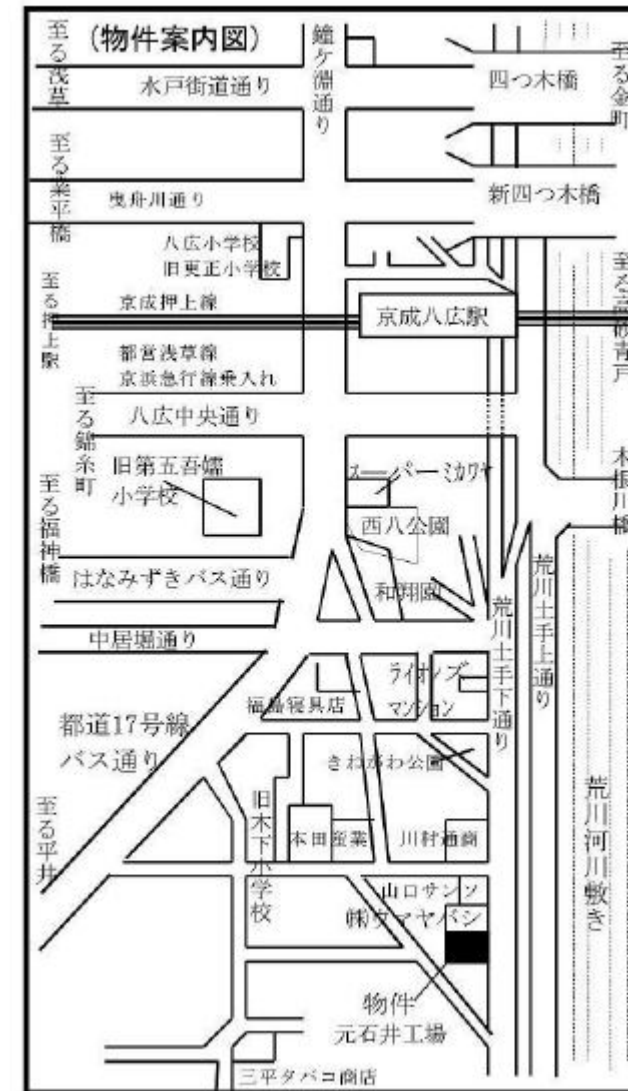 (物件案内図)
鐘ヶ淵通り
至る浅草
水戸街道通り
四つ木橋
至る金町
至る業平橋
曳舟川通り
新四つ木橋
八広小学校
旧更正小学校
至る押上駅
京成押上線
京成八広駅
至る高砂青戸
都営浅草線
京浜急行線乗入れ
八広中央通り
至る錦糸町
旧第五吾嬬
小学校
スーパーミカワヤ
木根川橋
至る福神橋
西八公園
はなみずきバス通り
和翔園
荒川土手下通り
荒川土手上通り
中居堀通り
ライオンズ
マンション
福島寝具店
都道17号線
バス通り
きねがわ公園
至る平井
旧木下小学校
本田産業
川村通商
荒川河川敷き
山口サンソ
㈱ウマヤバシ
物件
元石井工場
三平タバコ商店